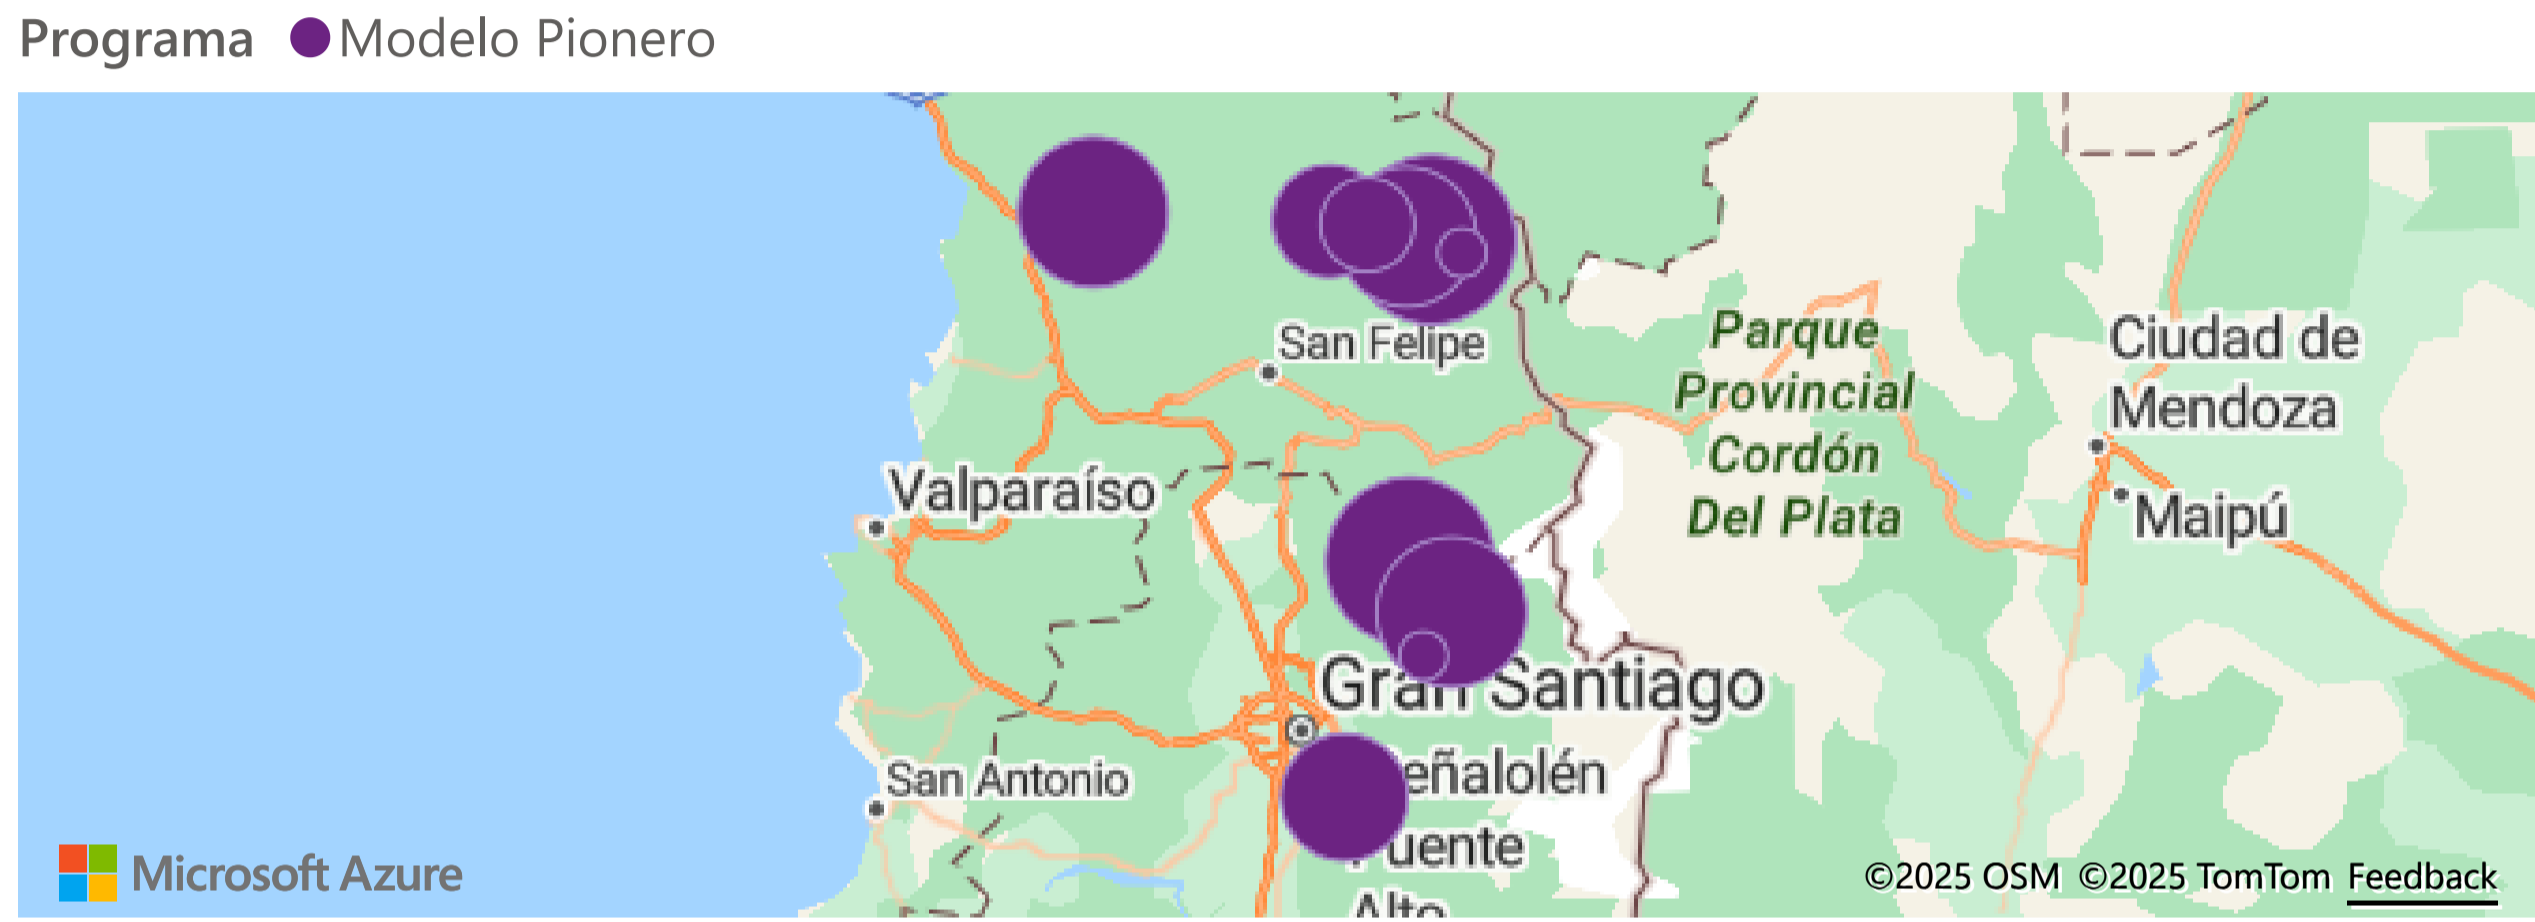 Programa Modelo Pionero
San Felipe
Parque
Provincial
Cordón
Del Plata
Ciudad de
Mendoza
Maipú
Valparaíso
Gran Santiago
San Antonio
eñalolén
uente
Alto
Microsoft Azure
©2025 OSM ©2025 TomTom Feedback